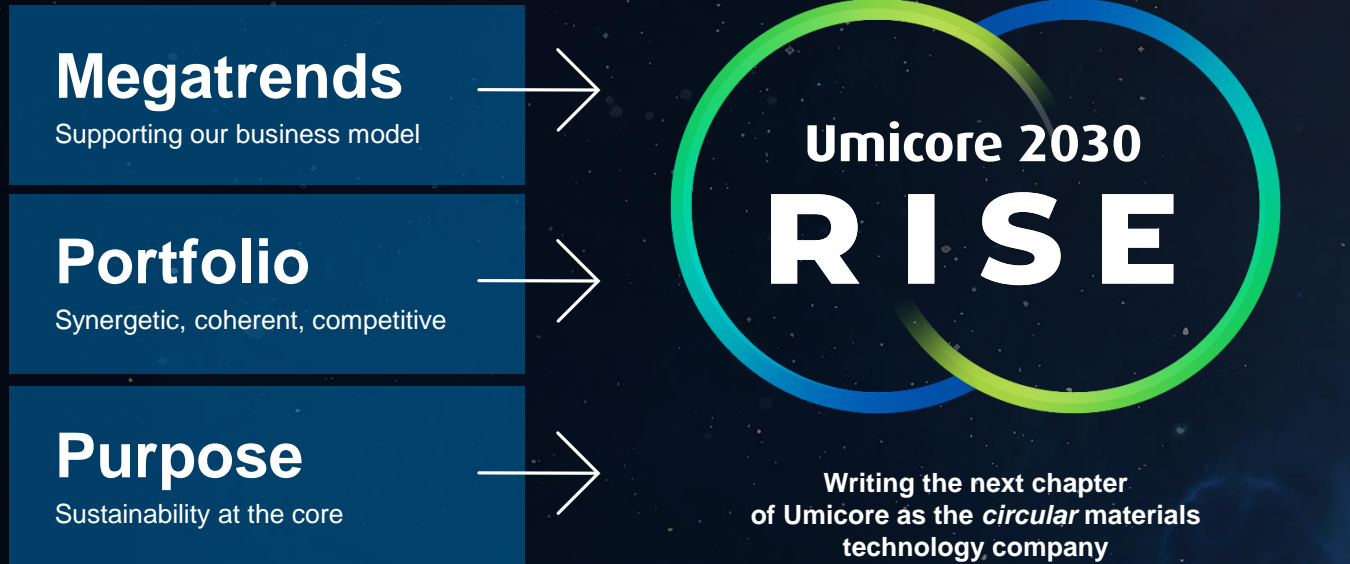 Megatrends
Supporting our business model
Portfolio
Synergetic, coherent, competitive
Purpose
Sustainability at the core
Umicore 2030
RISE
Writing the next chapter
of Umicore as the circular materials
technology company